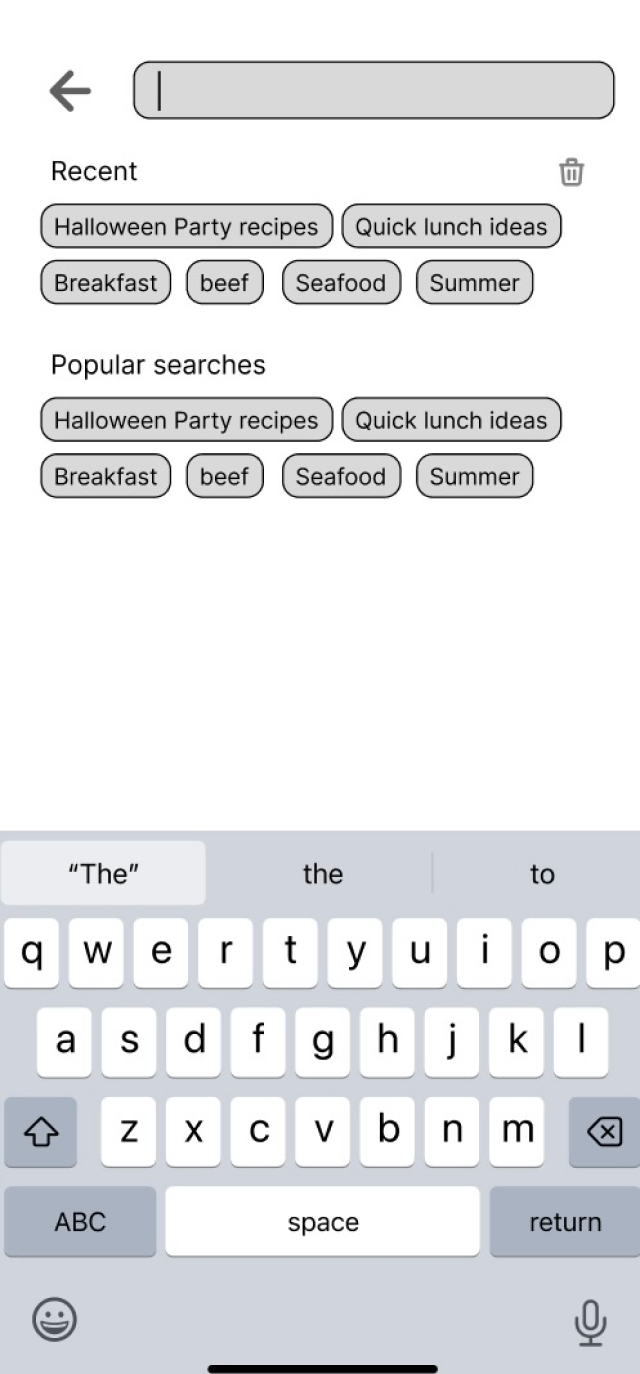 Recent
Halloween Party recipes Quick lunch ideas
Breakfast beef Seafood Summer
Popular searches
Halloween Party recipes Quick lunch ideas
Breakfast beef Seafood Summer
“The” the to
q w e r t y u i o p
a s d f g h j k l
z x c v b n m
ABC space return